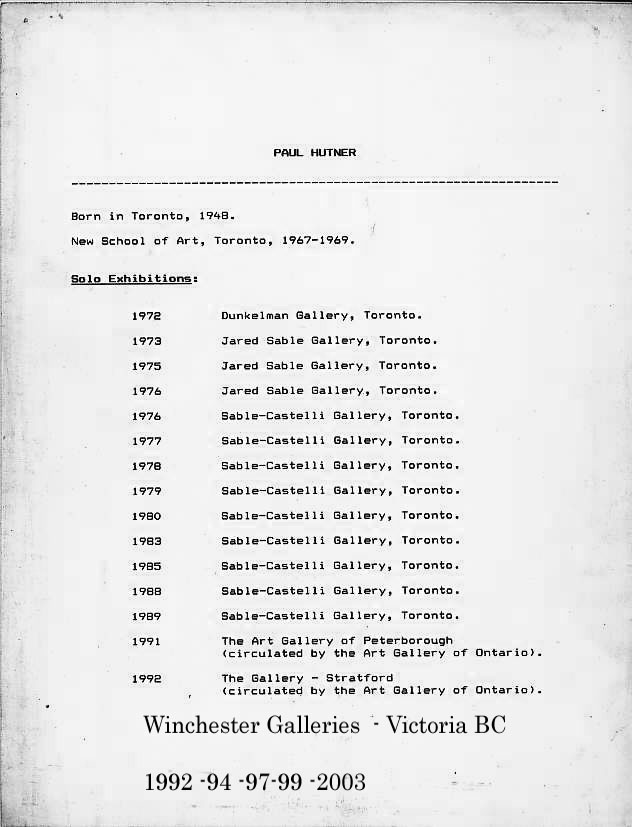 PAUL HUTNER
-----------------------------------------------------------------
Born in Toronto, 1948.
New School of Art, Toronto, 1967-1969.
Solo Exhibitions:
1972 Dunkelman Gallery, Toronto.
1973 Jared Sable Gallery, Toronto.
1975 Jared Sable Gallery, Toronto.
1976 Jared Sable Gallery, Toronto.
1976 Sable-Castelli Gallery, Toronto.
1977 Sable-Castelli Gallery, Toronto.
1978 Sable-Castelli Gallery, Toronto.
1979 Sable-Castelli Gallery, Toronto.
1980 Sable-Castelli Gallery, Toronto.
1983 Sable-Castelli Gallery, Toronto.
1985 Sable-Castelli Gallery, Toronto.
1988 Sable-Castelli Gallery, Toronto.
1989 Sable-Castelli Gallery, Toronto.
1991 The Art Gallery of Peterborough
(circulated by the Art Gallery of Ontario).
1992 The Gallery - Stratford
(circulated by the Art Gallery of Ontario).
Winchester Galleries - Victoria BC
1992 -94 -97-99 -2003